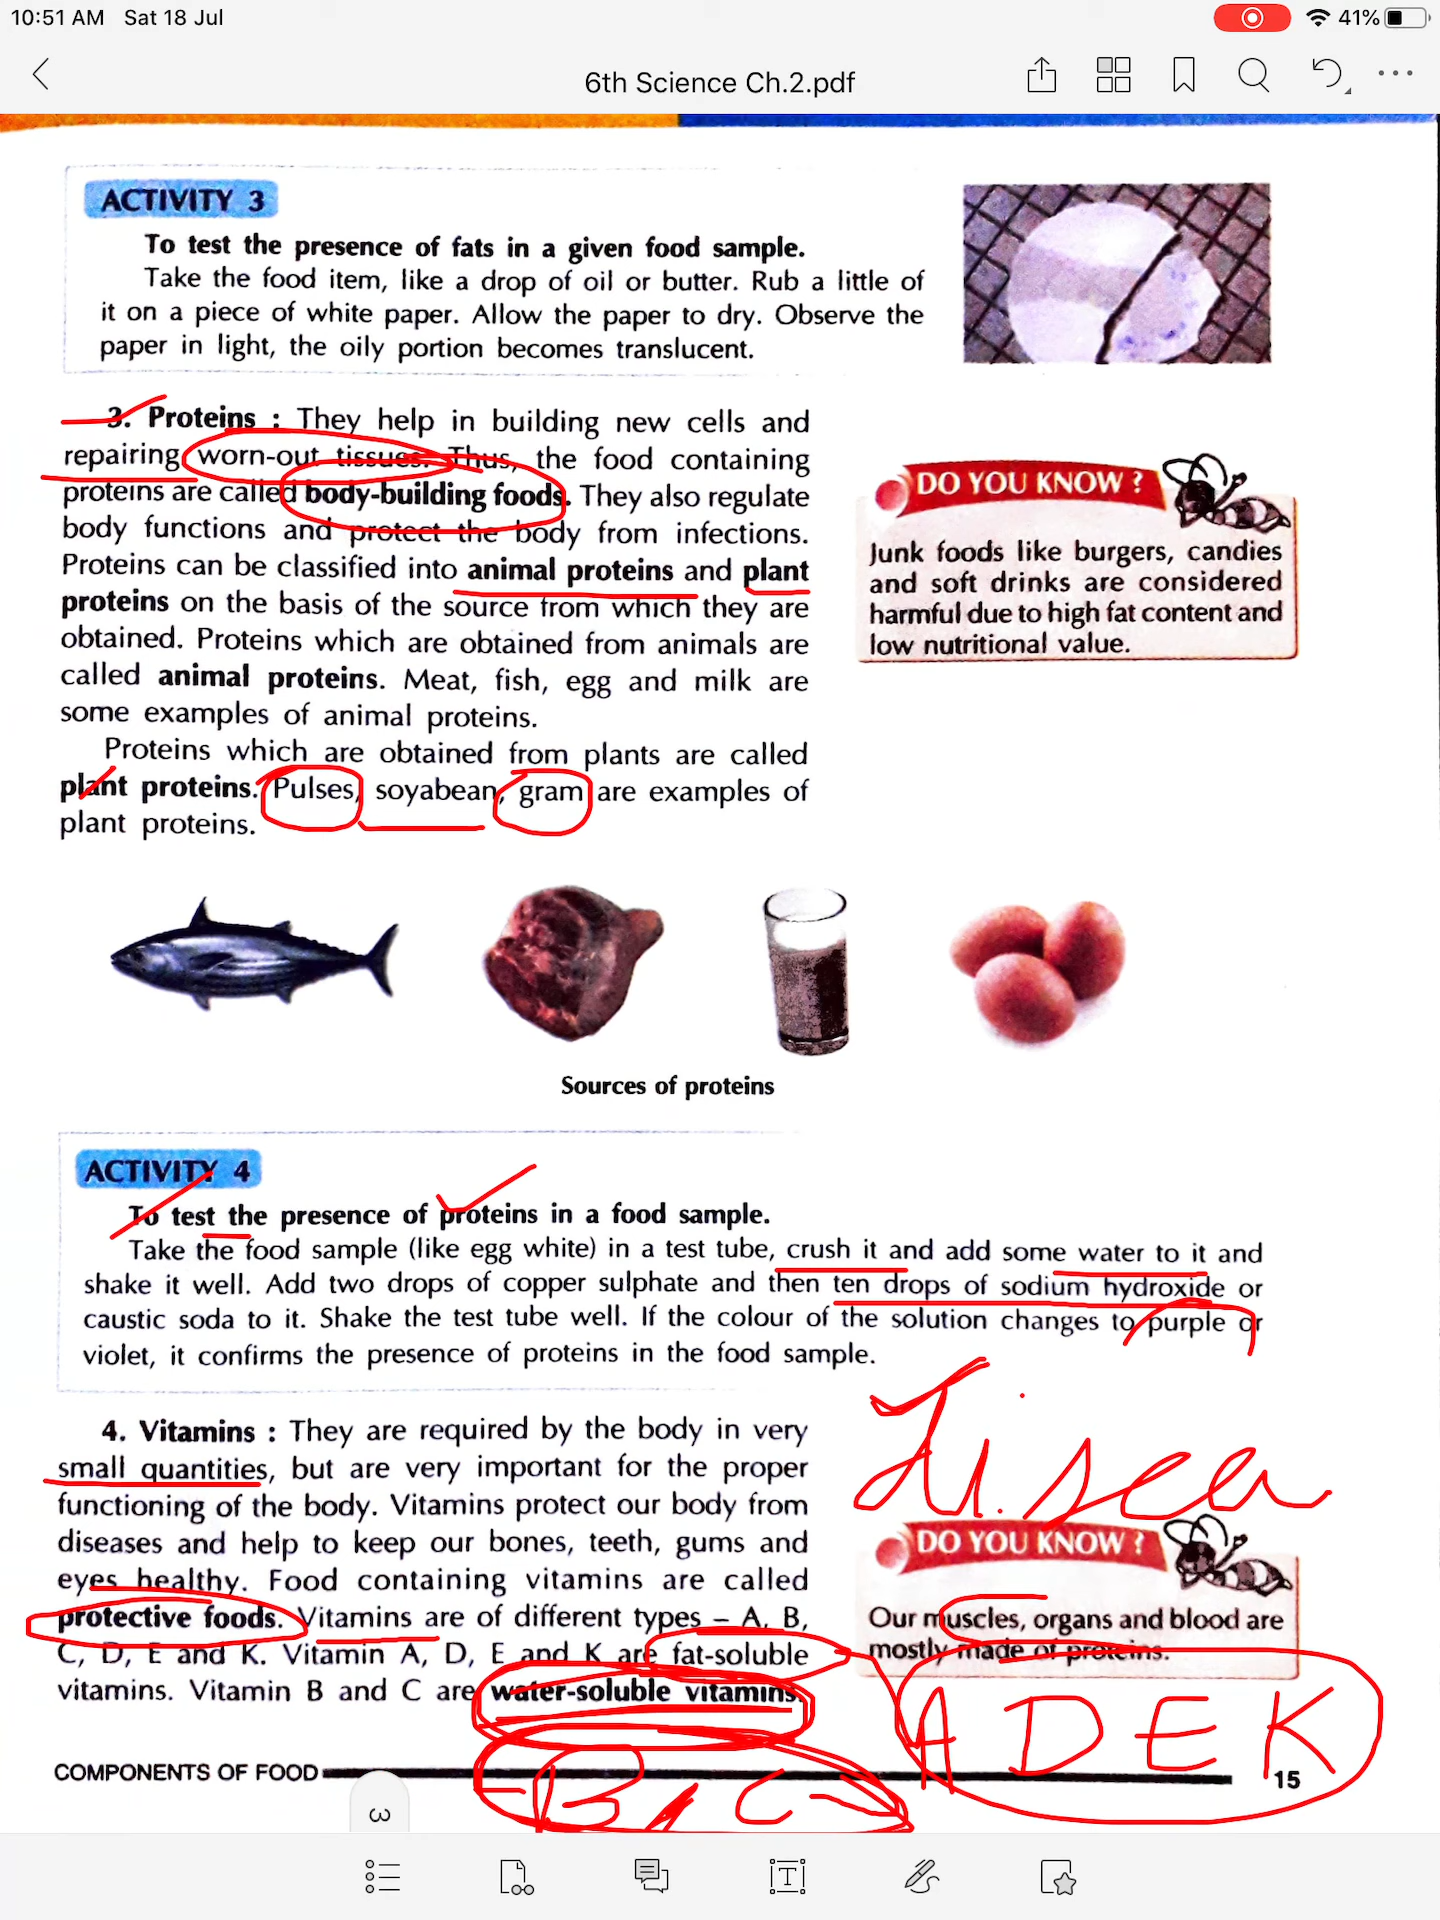 10:51 AM Sat 18 Jul
41%
6th Science Ch.2.pdf
ACTIVITY 3
To test the presence of fats in a given food sample.
Take the food item, like a drop of oil or butter. Rub a little of
it on a piece of white paper. Allow the paper to dry. Observe the
paper in light, the oily portion becomes translucent.
3. Proteins : They help in building new cells and
repairing worn-out tissues. Thus, the food containing
proteins are called body-building foods. They also regulate
body functions and protect the body from infections.
Proteins can be classified into animal proteins and plant
proteins on the basis of the source from which they are
obtained. Proteins which are obtained from animals are
called animal proteins. Meat, fish, egg and milk are
some examples of animal proteins.
Proteins which are obtained from plants are called
plant proteins. Pulses, soyabean, gram are examples of
plant proteins.
DO YOU KNOW ?
Junk foods like burgers, candies
and soft drinks are considered
harmful due to high fat content and
low nutritional value.
Sources of proteins
ACTIVITY 4
To test the presence of proteins in a food sample.
Take the food sample (like egg white) in a test tube, crush it and add some water to it and
shake it well. Add two drops of copper sulphate and then ten drops of sodium hydroxide or
caustic soda to it. Shake the test tube well. If the colour of the solution changes to purple or
violet, it confirms the presence of proteins in the food sample.
4. Vitamins : They are required by the body in very
small quantities, but are very important for the proper
functioning of the body. Vitamins protect our body from
diseases and help to keep our bones, teeth, gums and
eyes healthy. Food containing vitamins are called
protective foods. Vitamins are of different types – A, B,
C, D, E and K. Vitamin A, D, E and K are fat-soluble
vitamins. Vitamin B and C are water-soluble vitamins.
DO YOU KNOW ?
Our muscles, organs and blood are
mostly made of proteins.
A D E K
B C
COMPONENTS OF FOOD
15
3